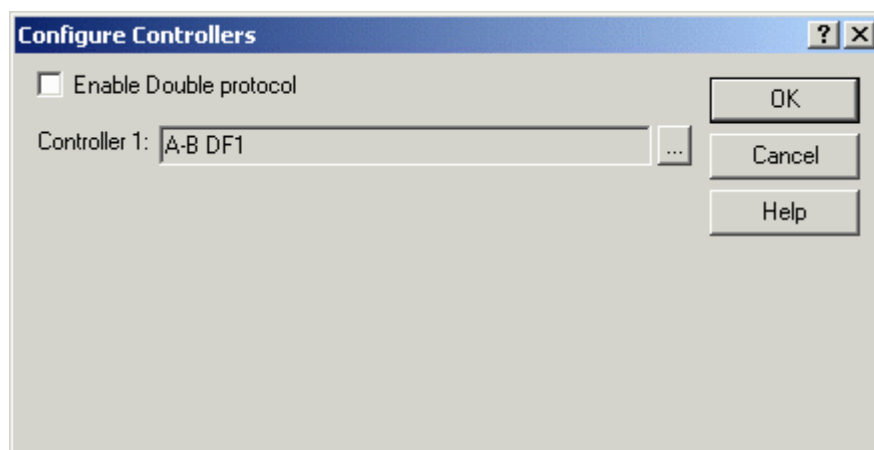 Configure Controllers
Enable Double protocol
OK
Controller 1: A-B DF1 ...
Cancel
Help